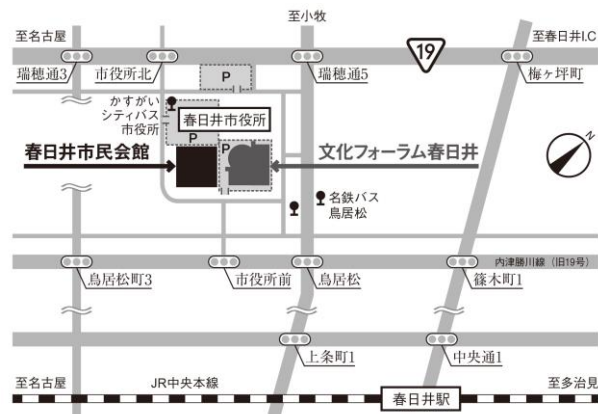 至小牧
至名古屋
19
至春日井I.C
瑞穂通3
市役所北
P
瑞穂通5
梅ヶ坪町
かすがい
シティバス
市役所
春日井市役所
P
P
N
春日井市民会館
文化フォーラム春日井
名鉄バス
鳥居松
内津勝川線（旧19号）
鳥居松町3
市役所前
鳥居松
篠木町1
上条町1
中央通1
至名古屋
JR中央本線
春日井駅
至多治見